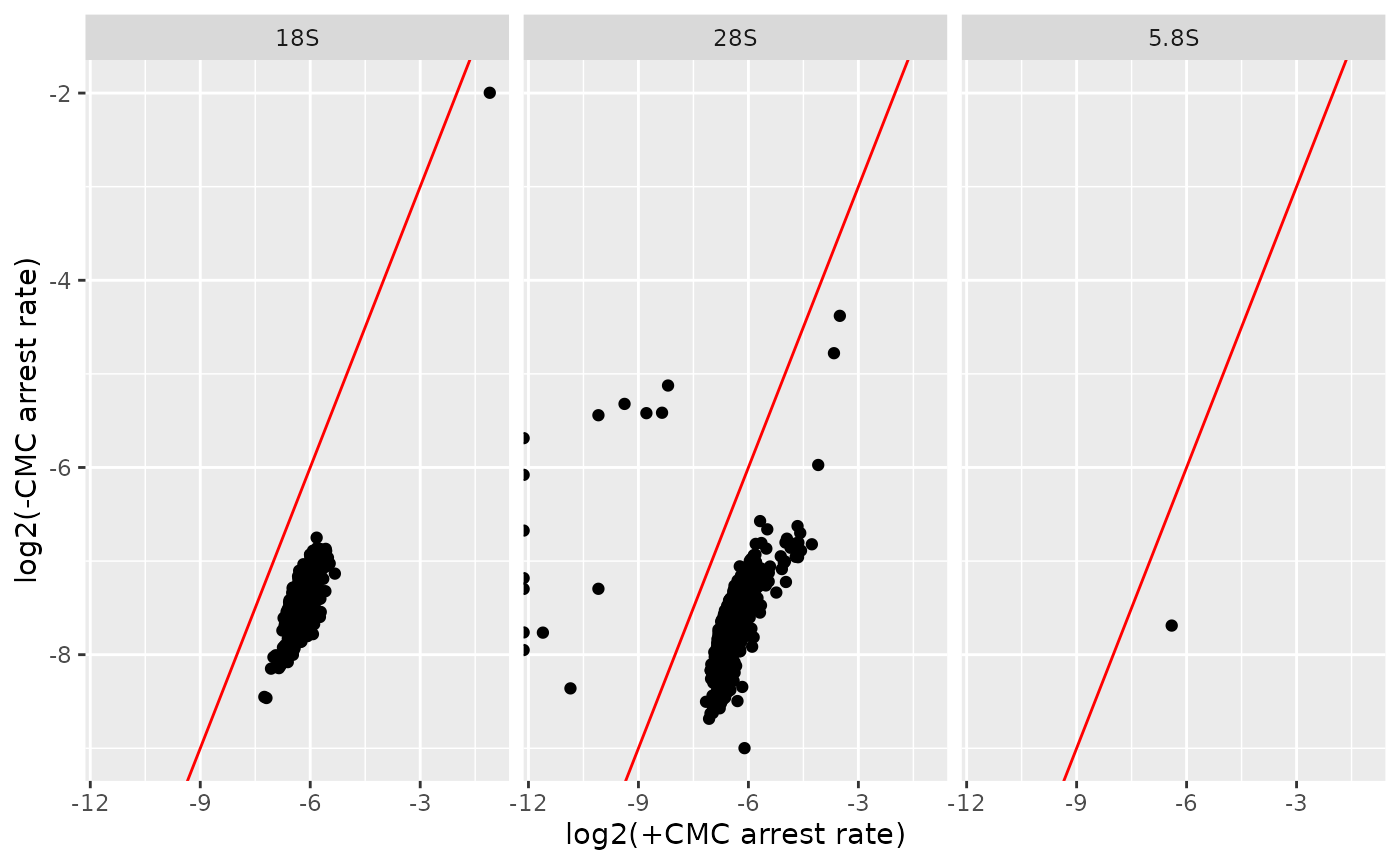 18S 28S 5.8S
-2
-4
-6
-8
log2(-CMC arrest rate)
-12 -9 -6 -3 -12 -9 -6 -3 -12 -9 -6 -3
log2(+CMC arrest rate)